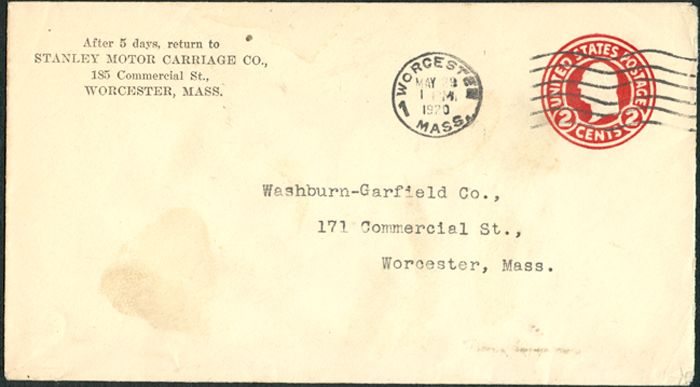 After 5 days, return to
STANLEY MOTOR CARRIAGE CO.,
185 Commercial St.,
WORCESTER, MASS.
WORCESTER
MAY 29
1920
MASS.
1
UNITED STATES POSTAGE
2 CENTS 2
Washburn-Garfield Co.,
171 Commercial St.,
Worcester, Mass.